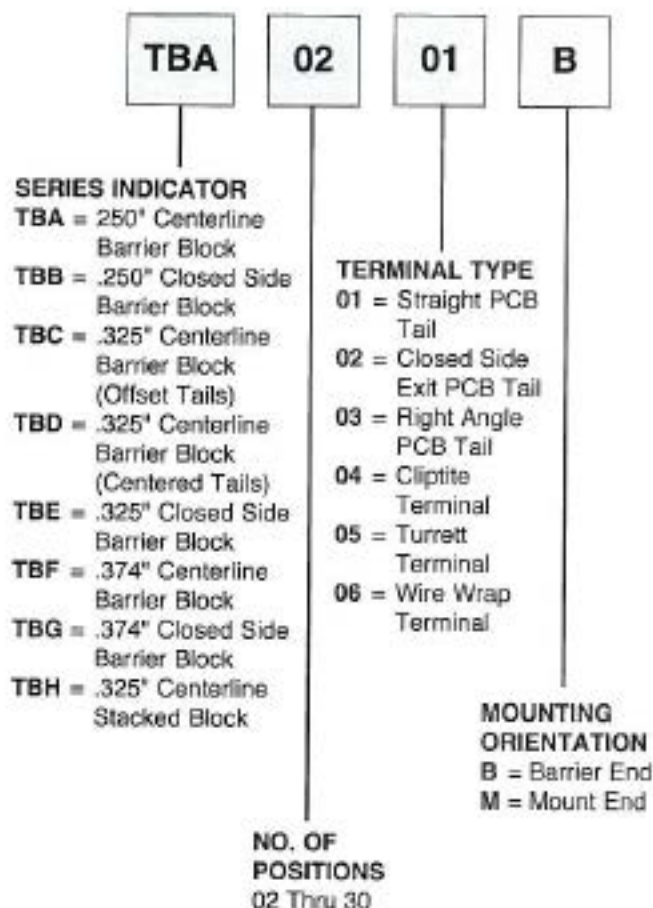 TBA 02 01 B
SERIES INDICATOR
TBA = 250" Centerline
Barrier Block
TBB = .250" Closed Side
Barrier Block
TBC = .325" Centerline
Barrier Block
(Offset Tails)
TBD = .325" Centerline
Barrier Block
(Centered Tails)
TBE = .325" Closed Side
Barrier Block
TBF = .374" Centerline
Barrier Block
TBG = .374" Closed Side
Barrier Block
TBH = .325" Centerline
Stacked Block
TERMINAL TYPE
01 = Straight PCB
Tail
02 = Closed Side
Exit PCB Tail
03 = Right Angle
PCB Tail
04 = Cliptite
Terminal
05 = Turrett
Terminal
06 = Wire Wrap
Terminal
MOUNTING
ORIENTATION
B = Barrier End
M = Mount End
NO. OF
POSITIONS
02 Thru 30